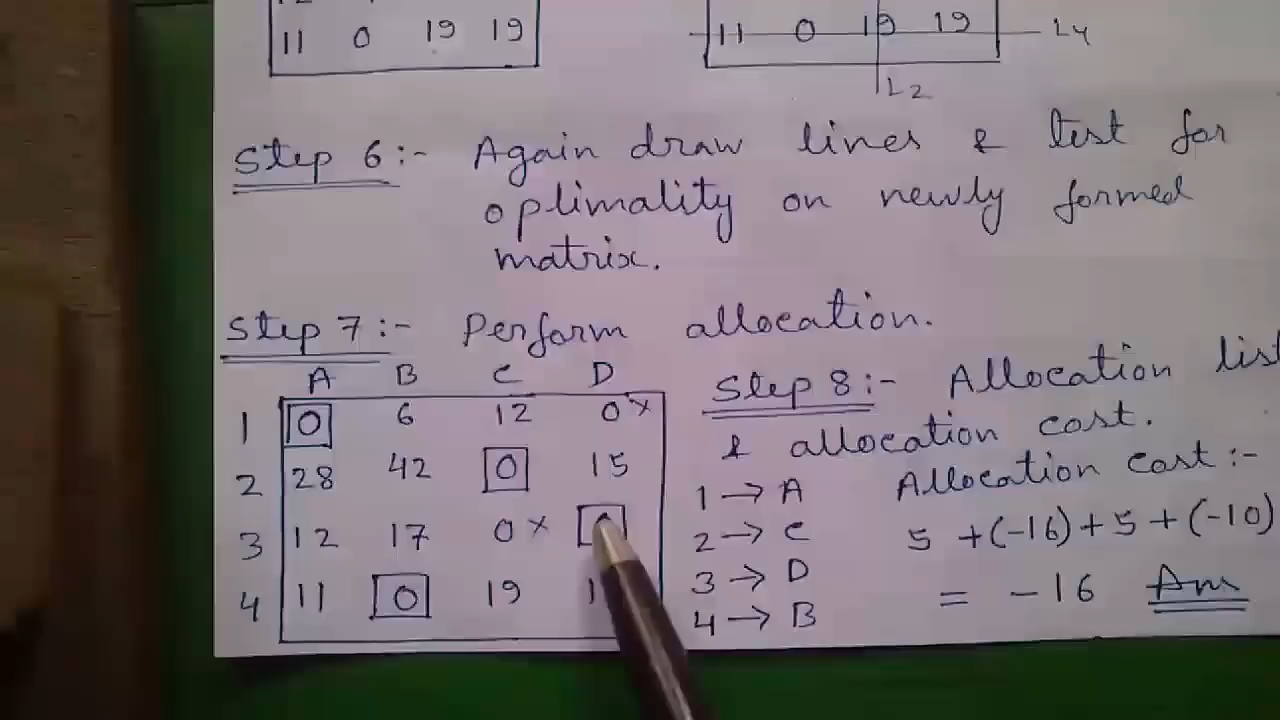 11 0 19 19
11 0 19 19 L4
L2
Step 6:- Again draw lines & test for
optimality on newly formed
matrix.
Step 7:- Perform allocation.
A B C D
1 0 6 12 0×
2 28 42 0 15
3 12 17 0×
4 11 0 19
Step 8:- Allocation list
& allocation cost.
1 → A
2 → C
3 → D
4 → B
Allocation cost:-
5 + (-16) + 5 + (-10)
= -16 Ans